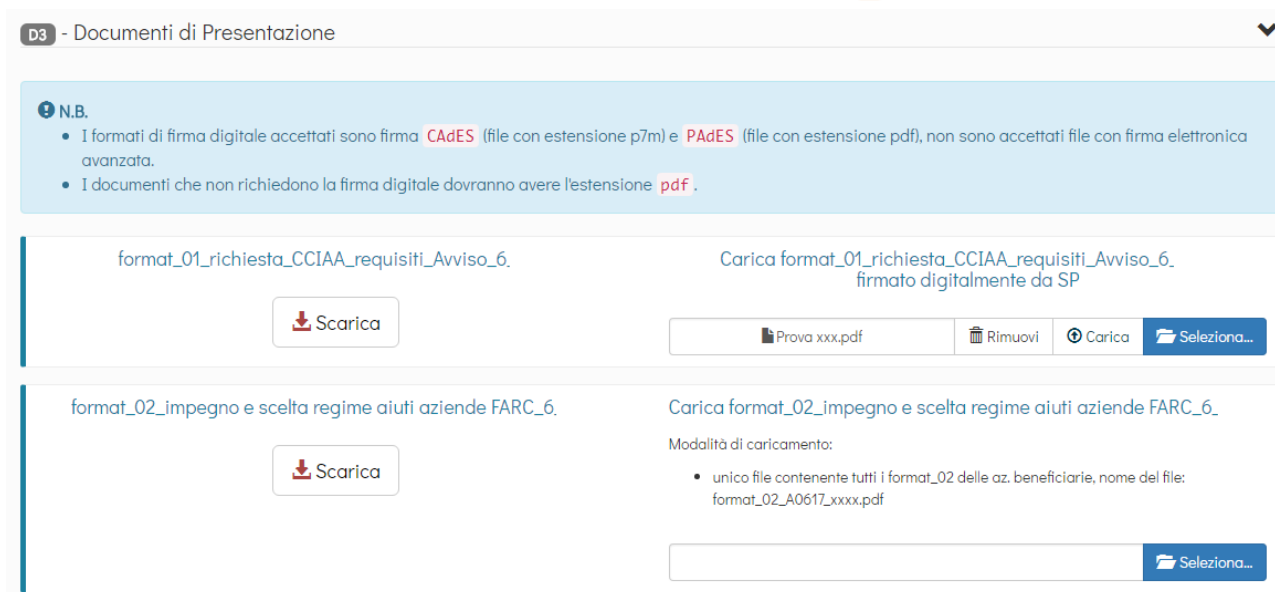 D3 - Documenti di Presentazione
N.B.
I formati di firma digitale accettati sono firma CAdES (file con estensione p7m) e PAdES (file con estensione pdf), non sono accettati file con firma elettronica
avanzata.
I documenti che non richiedono la firma digitale dovranno avere l'estensione pdf.
format_01_richiesta_CCIAA_requisiti_Avviso_6_
Scarica
Carica format_01_richiesta_CCIAA_requisiti_Avviso_6_
firmato digitalmente da SP
Prova xxx.pdf Rimuovi Carica Seleziona...
format_02_impegno e scelta regime aiuti aziende FARC_6_
Scarica
Carica format_02_impegno e scelta regime aiuti aziende FARC_6_
Modalità di caricamento:
unico file contenente tutti i format_02 delle az. beneficiarie, nome del file:
format_02_A0617_xxxx.pdf
Seleziona...